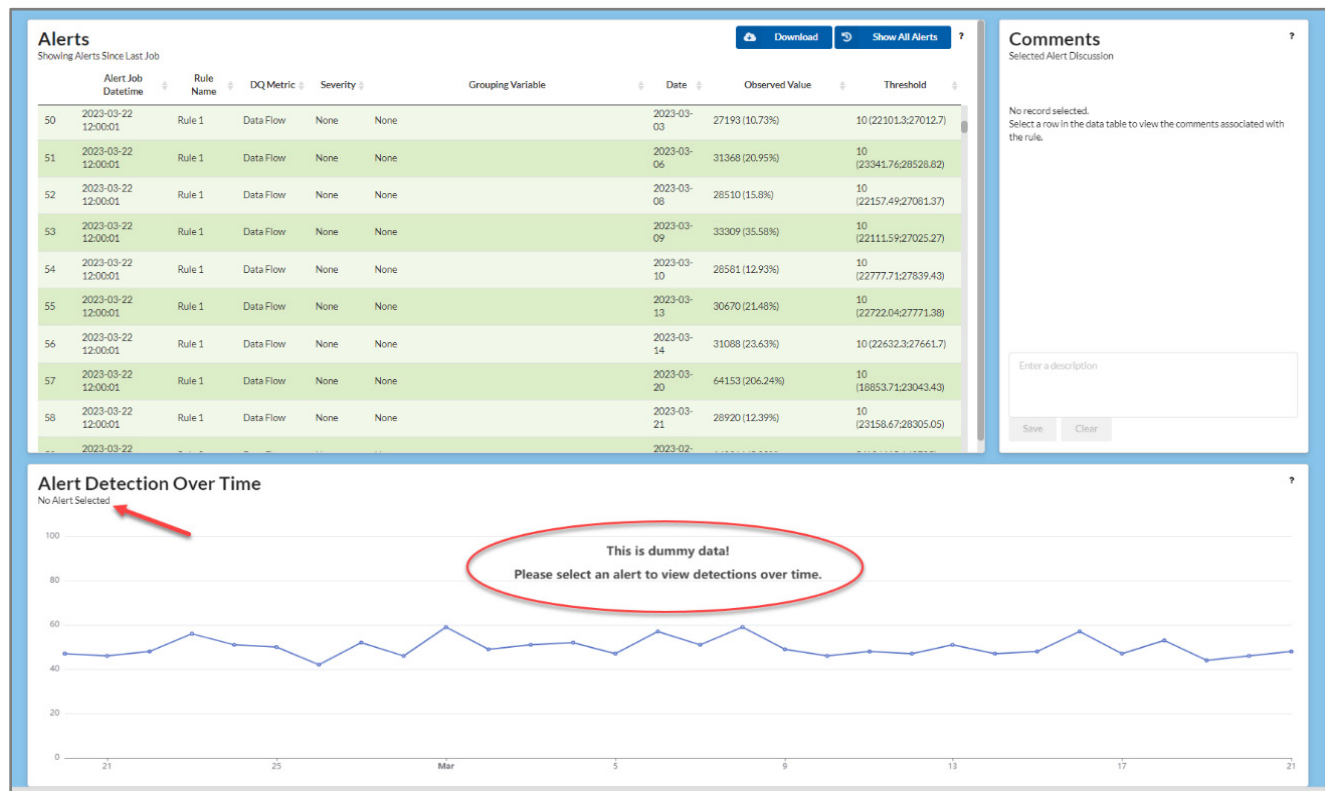 Alerts
Showing Alerts Since Last Job
Download
Show All Alerts
?
Alert Job Datetime Rule Name DQ Metric Severity Grouping Variable Date Observed Value Threshold
50 2023-03-22 12:00:01 Rule 1 Data Flow None None 2023-03-03 27193 (10.73%) 10 (22101.3;27012.7)
51 2023-03-22 12:00:01 Rule 1 Data Flow None None 2023-03-06 31368 (20.95%) 10 (23341.76;28528.82)
52 2023-03-22 12:00:01 Rule 1 Data Flow None None 2023-03-08 28510 (15.8%) 10 (22157.49;27081.37)
53 2023-03-22 12:00:01 Rule 1 Data Flow None None 2023-03-09 33309 (35.58%) 10 (22111.59;27025.27)
54 2023-03-22 12:00:01 Rule 1 Data Flow None None 2023-03-10 28581 (12.93%) 10 (22777.71;27839.43)
55 2023-03-22 12:00:01 Rule 1 Data Flow None None 2023-03-13 30670 (21.48%) 10 (22722.04;27771.38)
56 2023-03-22 12:00:01 Rule 1 Data Flow None None 2023-03-14 31088 (23.63%) 10 (22632.3;27661.7)
57 2023-03-22 12:00:01 Rule 1 Data Flow None None 2023-03-20 64153 (206.24%) 10 (18853.71;23043.43)
58 2023-03-22 12:00:01 Rule 1 Data Flow None None 2023-03-21 28920 (12.39%) 10 (23158.67;28305.05)
2023-03-22 2023-02-
Comments
?
Selected Alert Discussion
No record selected.
Select a row in the data table to view the comments associated with
the rule.
Enter a description
Save Clear
Alert Detection Over Time
?
No Alert Selected
This is dummy data!
Please select an alert to view detections over time.
100
80
60
40
20
0
21 25 Mar 5 9 13 17 21